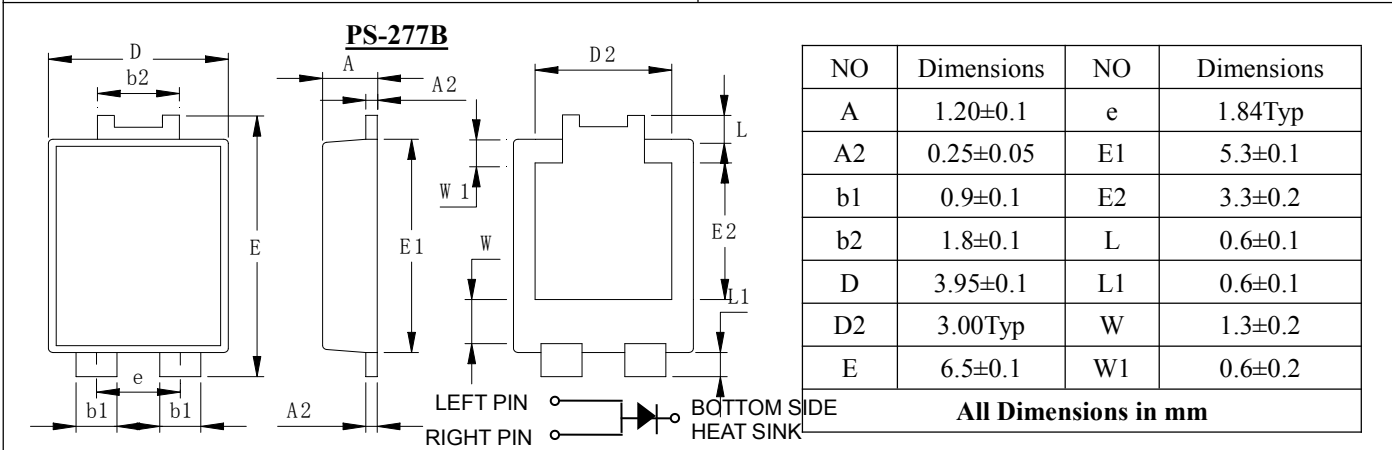 PS-277B
D
b2
A
A2
D2
L
W 1
E
E1
W
E2
L1
e
b1
b1
A2
LEFT PIN
RIGHT PIN
BOTTOM SIDE
HEAT SINK
NO Dimensions NO Dimensions
A 1.20±0.1 e 1.84Typ
A2 0.25±0.05 E1 5.3±0.1
b1 0.9±0.1 E2 3.3±0.2
b2 1.8±0.1 L 0.6±0.1
D 3.95±0.1 L1 0.6±0.1
D2 3.00Typ W 1.3±0.2
E 6.5±0.1 W1 0.6±0.2
All Dimensions in mm